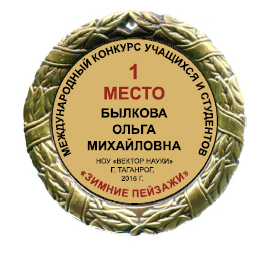 МЕЖДУНАРОДНЫЙ КОНКУРС УЧАЩИХСЯ И СТУДЕНТОВ
1
МЕСТО
БЫЛКОВА
ОЛЬГА
МИХАЙЛОВНА
НОУ «ВЕКТОР НАУКИ»
Г. ТАГАНРОГ,
2016 Г.
«ЗИМНИЕ ПЕЙЗАЖИ»